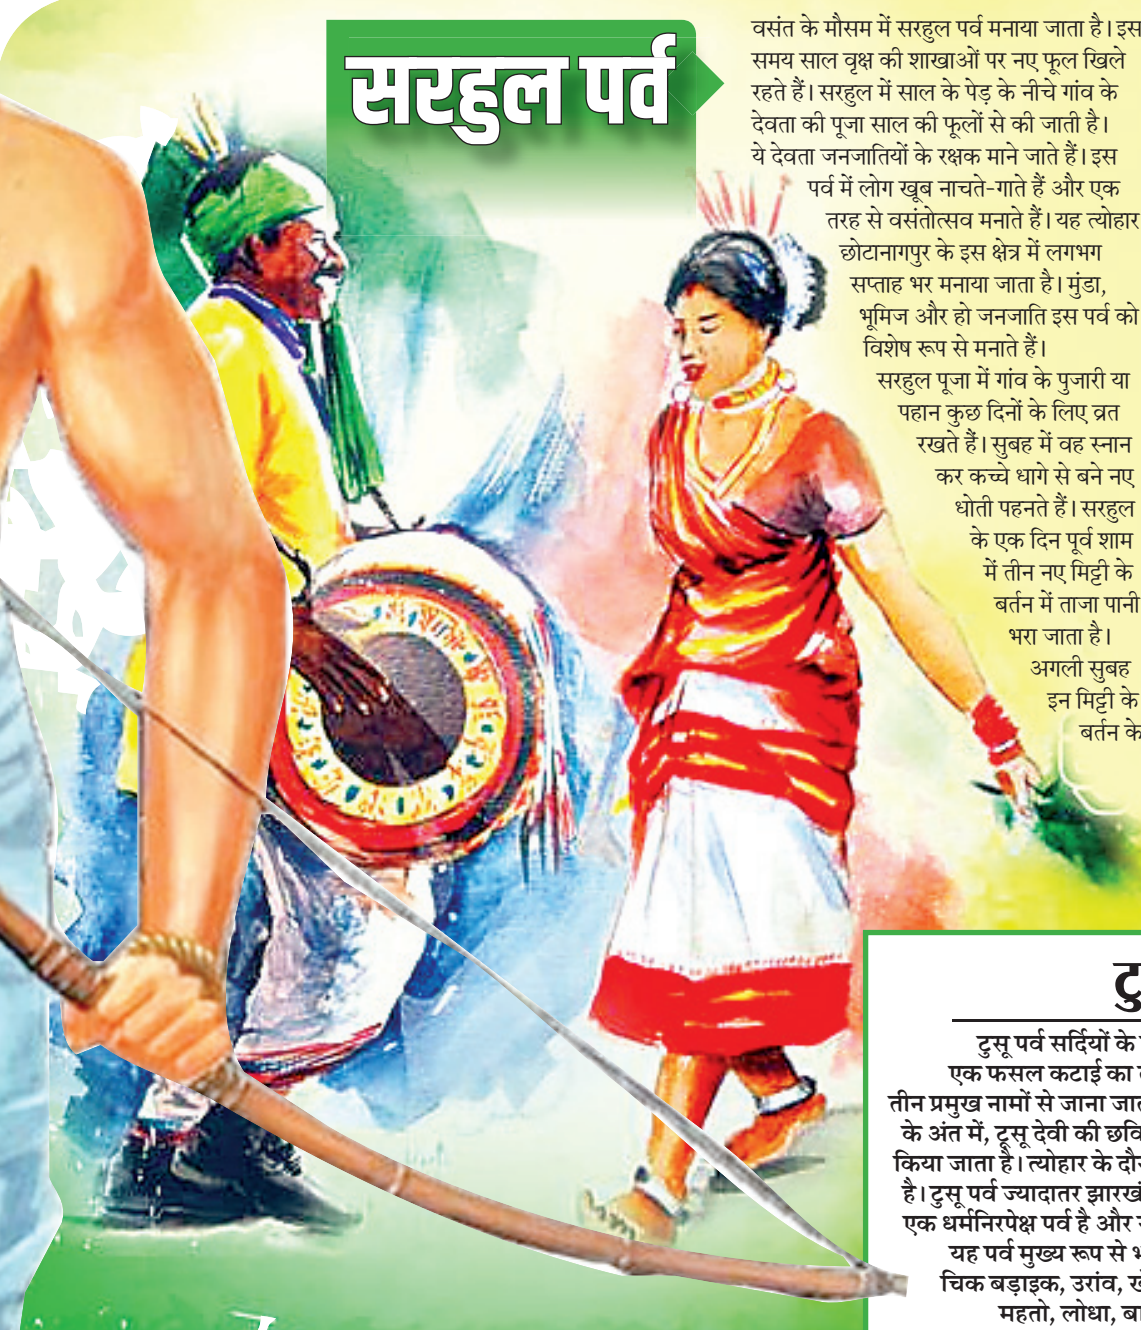 सरहुल पर्व
वसंत के मौसम में सरहुल पर्व मनाया जाता है। इस
समय साल वृक्ष की शाखाओं पर नए फूल खिले
रहते हैं। सरहुल में साल के पेड़ के नीचे गांव के
देवता की पूजा साल की फूलों से की जाती है।
ये देवता जनजातियों के रक्षक माने जाते हैं। इस
पर्व में लोग खूब नाचते-गाते हैं और एक
तरह से वसंतोत्सव मनाते हैं। यह त्योहार
छोटानागपुर के इस क्षेत्र में लगभग
सप्ताह भर मनाया जाता है। मुंडा,
भूमिज और हो जनजाति इस पर्व को
विशेष रूप से मनाते हैं।
सरहुल पूजा में गांव के पुजारी या
पहान कुछ दिनों के लिए व्रत
रखते हैं। सुबह में वह स्नान
कर कच्चे धागे से बने नए
धोती पहनते हैं। सरहुल
के एक दिन पूर्व शाम
में तीन नए मिट्टी के
बर्तन में ताजा पानी
भरा जाता है।
अगली सुबह
इन मिट्टी के
बर्तन के
टु
टुसू पर्व सर्दियों के
एक फसल कटाई का
तीन प्रमुख नामों से जाना
के अंत में, टूसू देवी की
किया जाता है। त्योहार के
है। टुसू पर्व ज्यादातर
एक धर्मनिरपेक्ष पर्व है और
यह पर्व मुख्य रूप से
चिक बड़ाइक, उरांव,
महतो, लोधा,